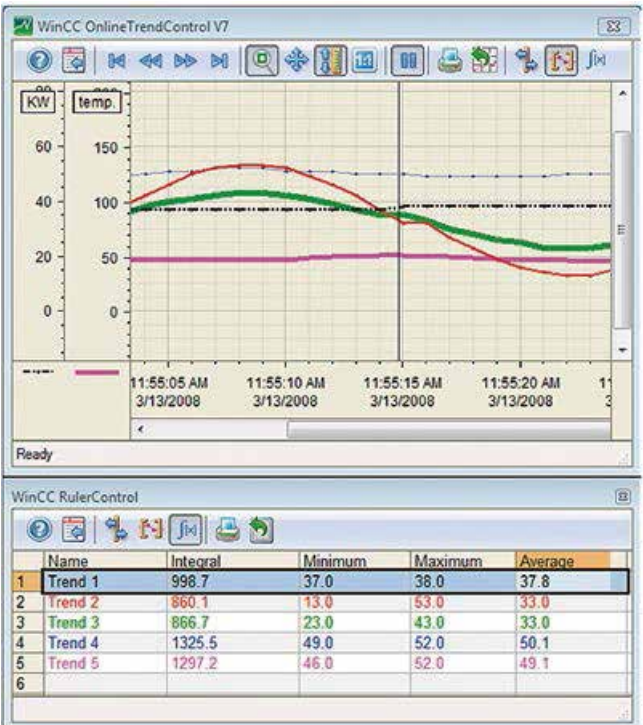 WinCC OnlineTrendControl V7
KW temp.
60 150
40 100
20 50
0 0
11:55:05 AM 11:55:10 AM 11:55:15 AM 11:55:20 AM
3/13/2008 3/13/2008 3/13/2008 3/13/2008
Ready
WinCC RulerControl
Name Integral Minimum Maximum Average
1 Trend 1 998.7 37.0 38.0 37.8
2 Trend 2 860.1 13.0 53.0 33.0
3 Trend 3 866.7 23.0 43.0 33.0
4 Trend 4 1325.5 49.0 52.0 50.1
5 Trend 5 1297.2 46.0 52.0 49.1
6